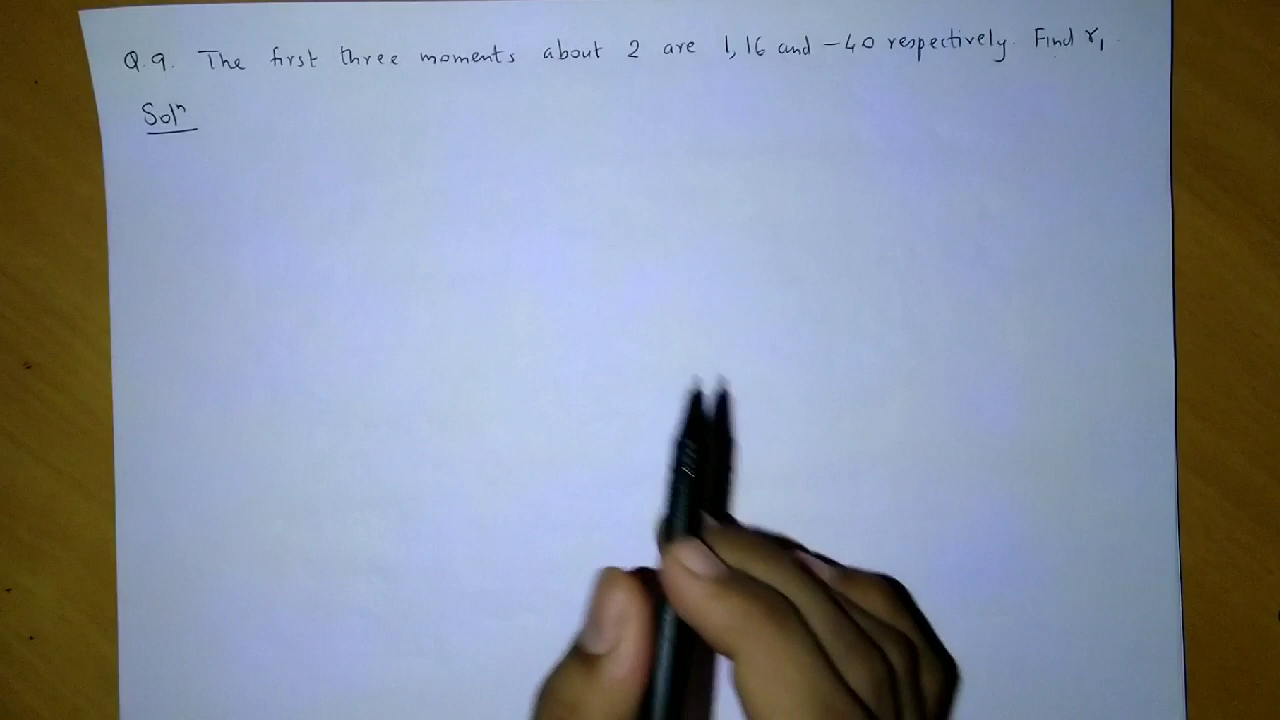 Q.9. The first three moments about 2 are 1, 16 and -40 respectively. Find γ₁.
Solⁿ